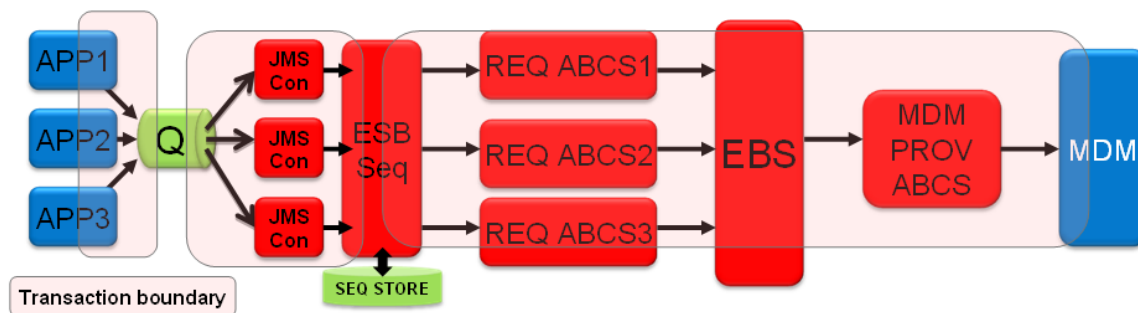 APP1
APP2
APP3
Q
JMS
Con
JMS
Con
JMS
Con
ESB
Seq
SEQ STORE
REQ ABCS1
REQ ABCS2
REQ ABCS3
EBS
MDM
PROV
ABCS
MDM
Transaction boundary